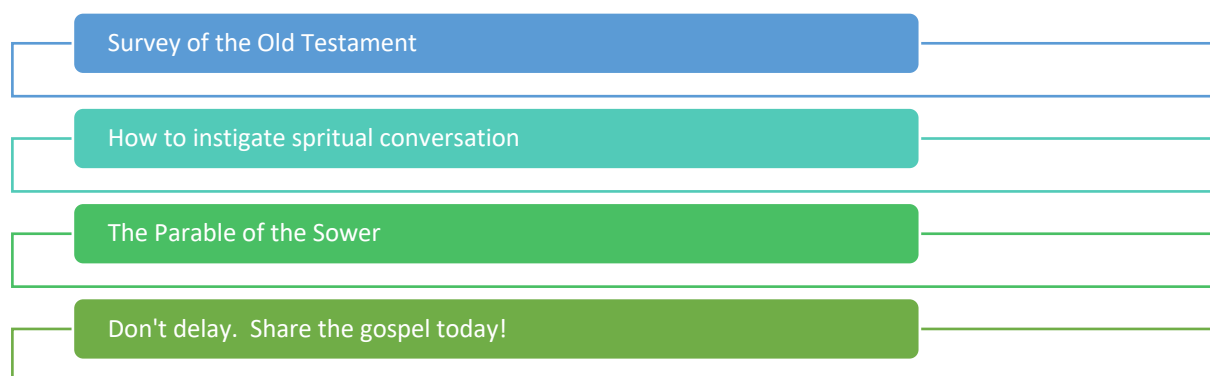 Survey of the Old Testament
How to instigate spritual conversation
The Parable of the Sower
Don't delay.  Share the gospel today!